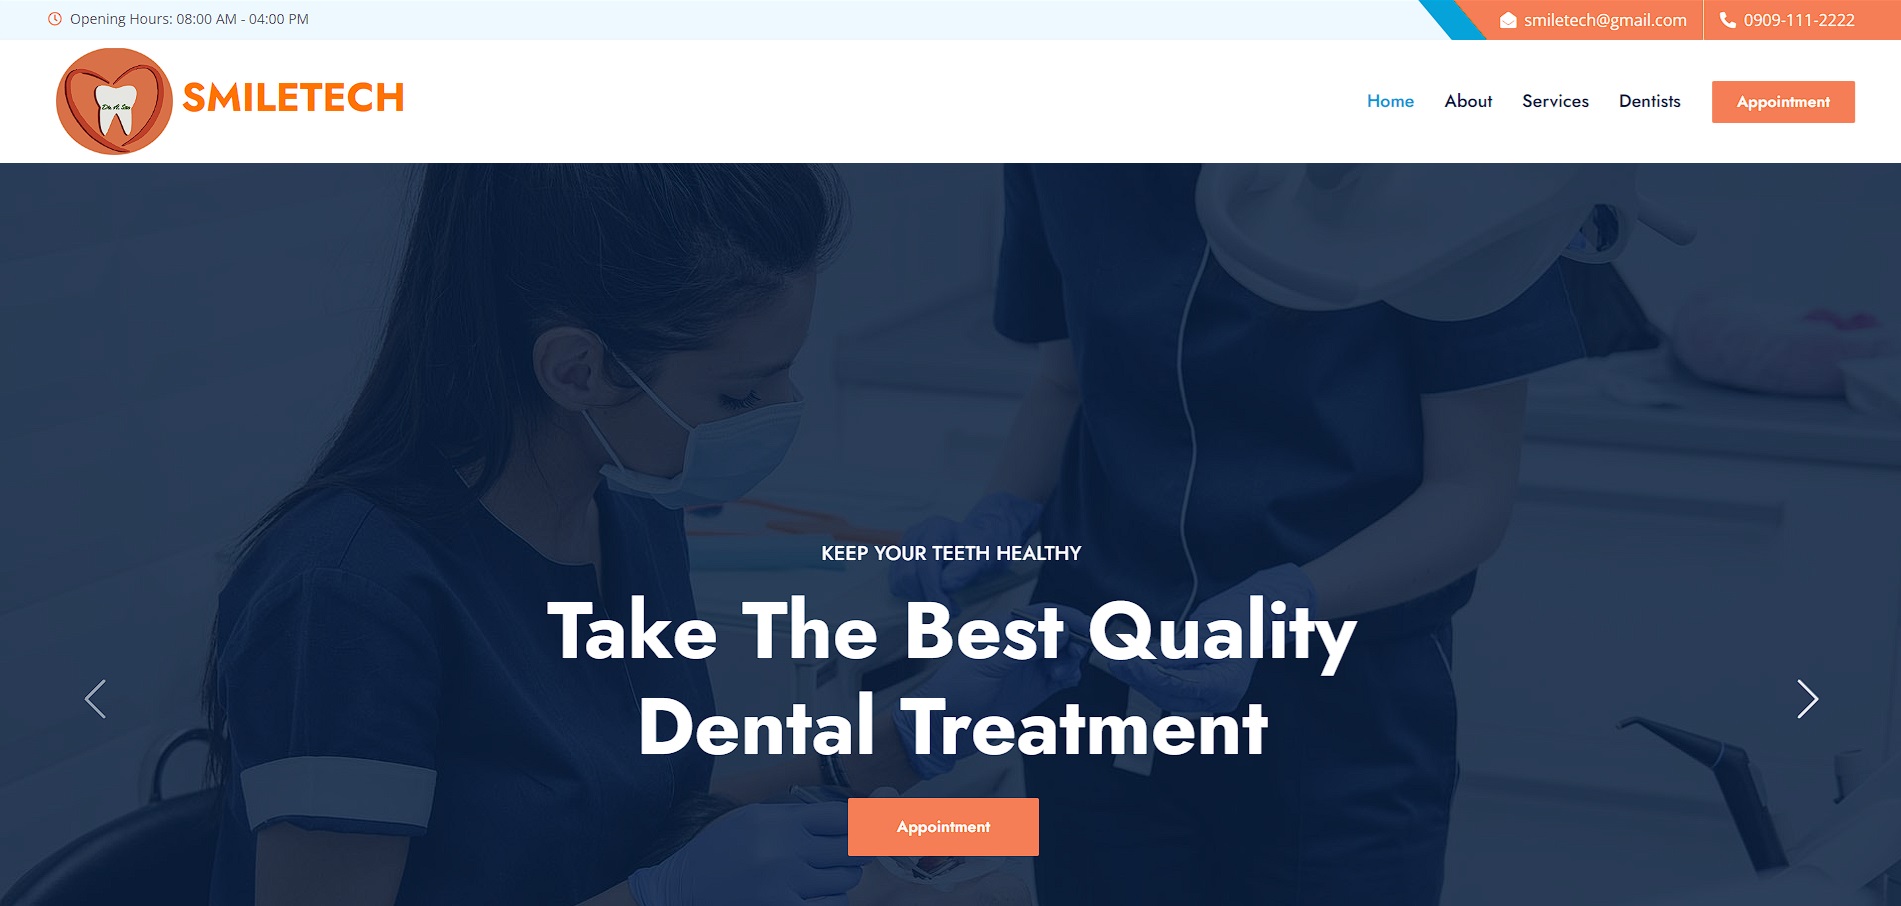 Opening Hours: 08:00 AM - 04:00 PM
smiletech@gmail.com
0909-111-2222
SMILETECH
Home
About
Services
Dentists
Appointment
KEEP YOUR TEETH HEALTHY
Take The Best Quality
Dental Treatment
Appointment